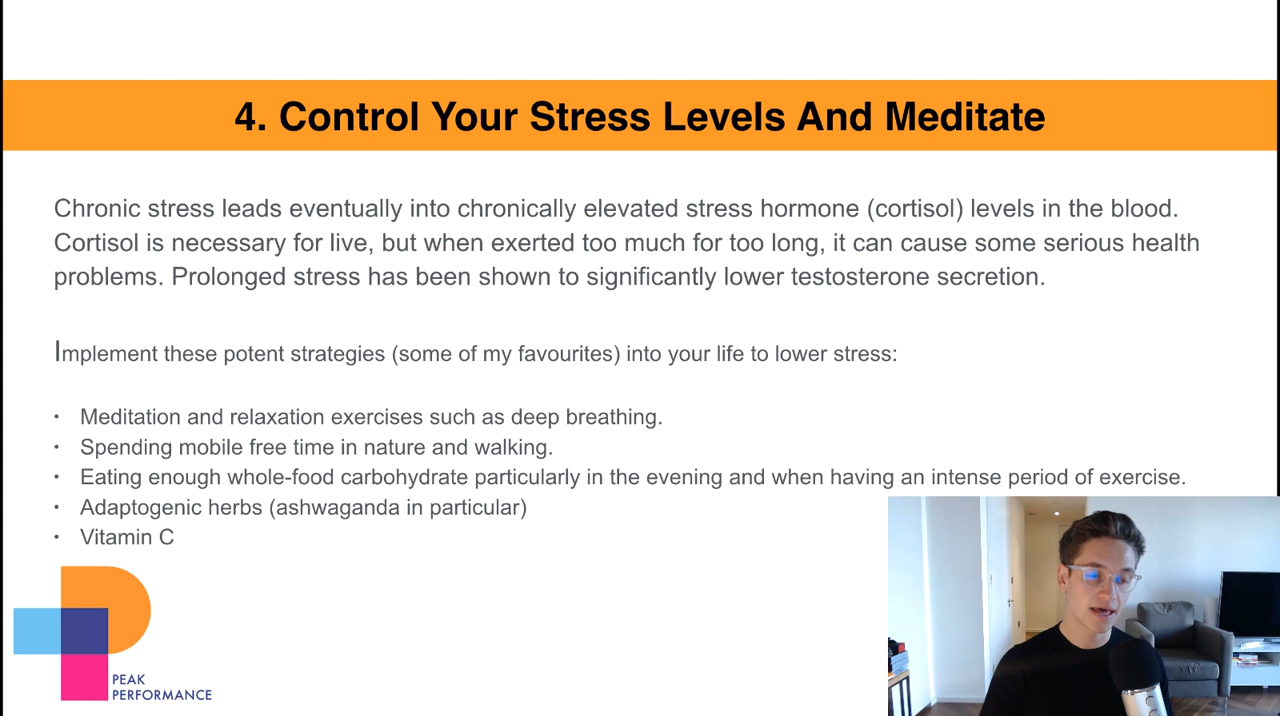 4. Control Your Stress Levels And Meditate
Chronic stress leads eventually into chronically elevated stress hormone (cortisol) levels in the blood.
Cortisol is necessary for live, but when exerted too much for too long, it can cause some serious health
problems. Prolonged stress has been shown to significantly lower testosterone secretion.
Implement these potent strategies (some of my favourites) into your life to lower stress:
• Meditation and relaxation exercises such as deep breathing.
• Spending mobile free time in nature and walking.
• Eating enough whole-food carbohydrate particularly in the evening and when having an intense period of exercise.
• Adaptogenic herbs (ashwaganda in particular)
• Vitamin C
PEAK
PERFORMANCE